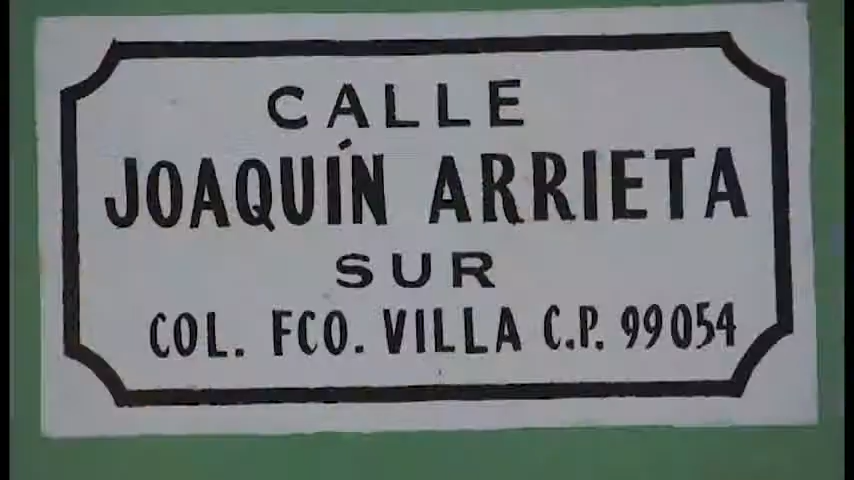 CALLE
JOAQUÍN ARRIETA
SUR
COL. FCO. VILLA C.P. 99054